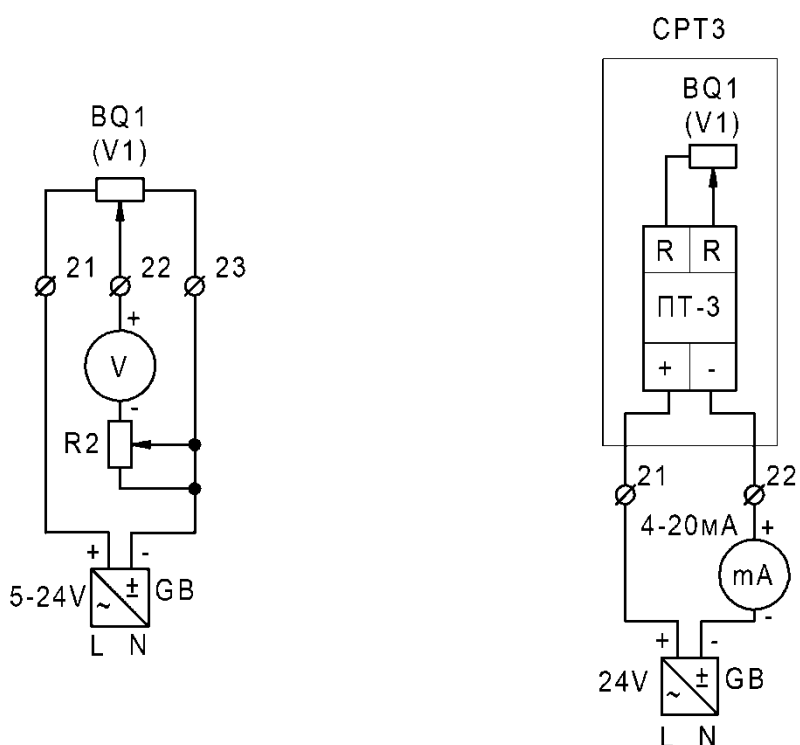 BQ1
(V1)
21
22
23
+
V
-
R2
+
-
5-24V
~
±
GB
L N
СРТ3
BQ1
(V1)
R
R
ПТ-3
+
-
21
22
4-20мА
+
mA
-
+
-
24V
~
±
GB
L N